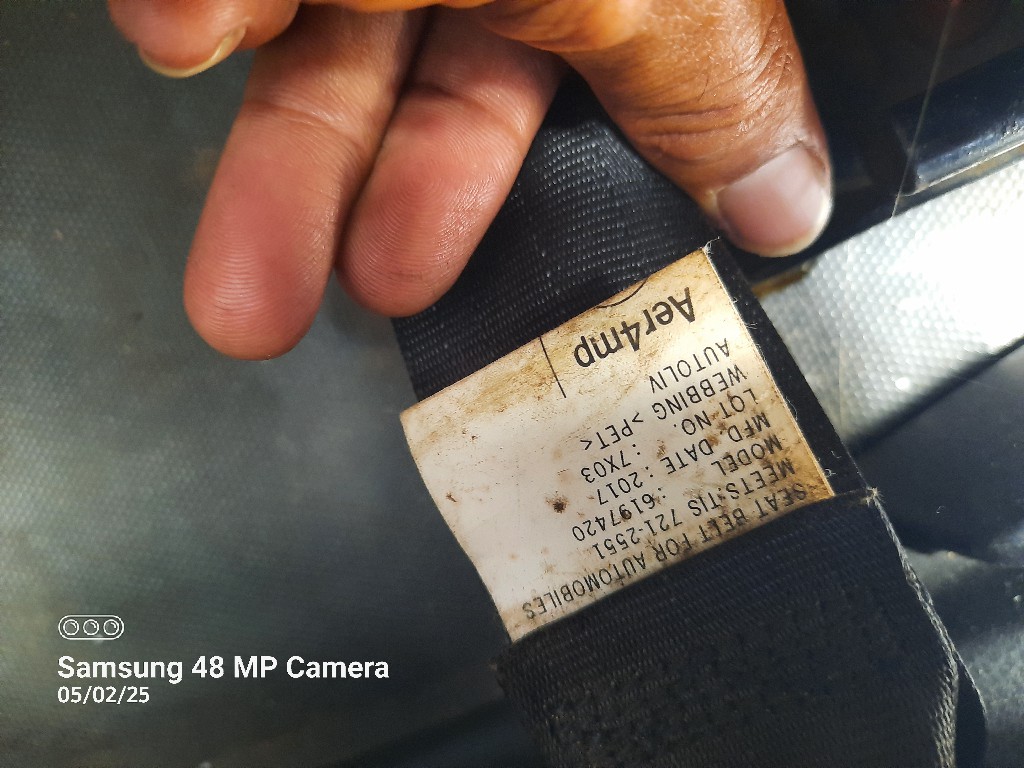 SEAT BELT FOR AUTOMOBILES
MEETS:TIS 721-2551
MODEL : 6197420
MFD. DATE : 2017
LOT NO. : 7X03
WEBBING >PET<
AUTOLIV
Aer4mp
Samsung 48 MP Camera
05/02/25